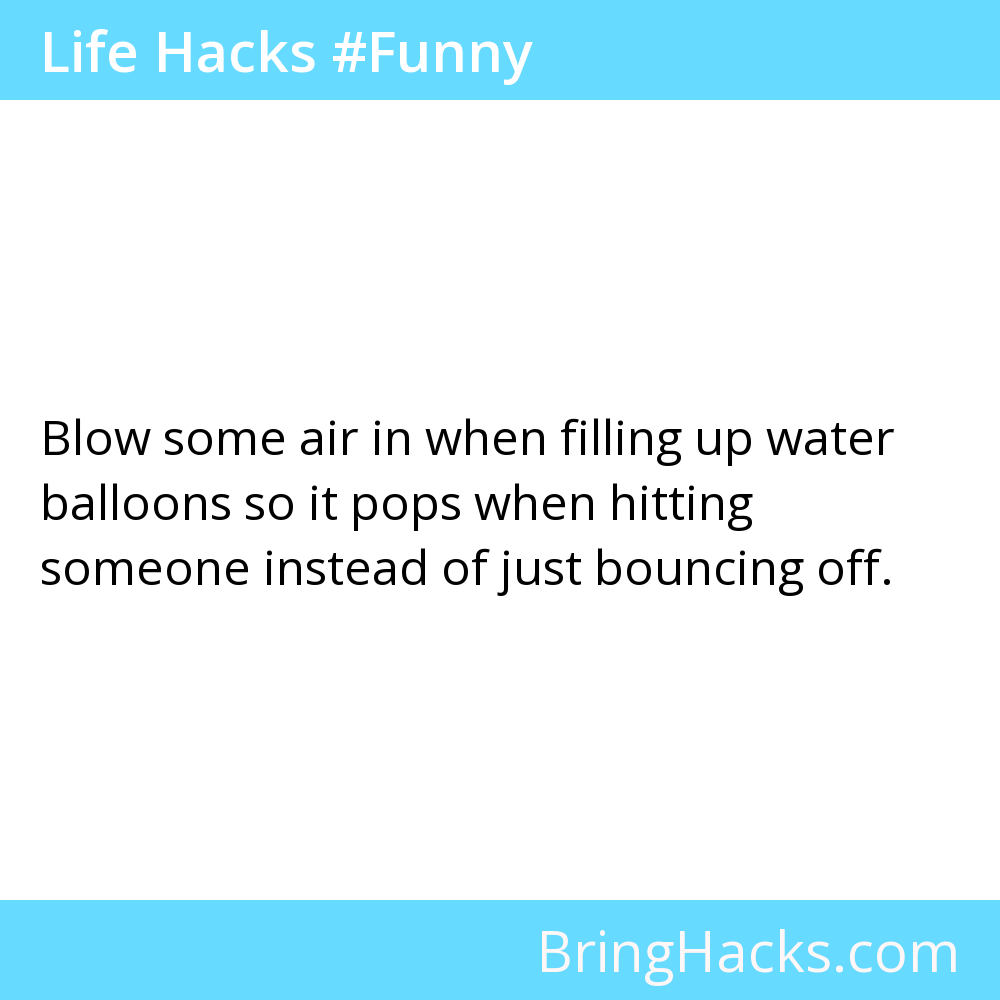 Life Hacks #Funny
Blow some air in when filling up water
balloons so it pops when hitting
someone instead of just bouncing off.
BringHacks.com